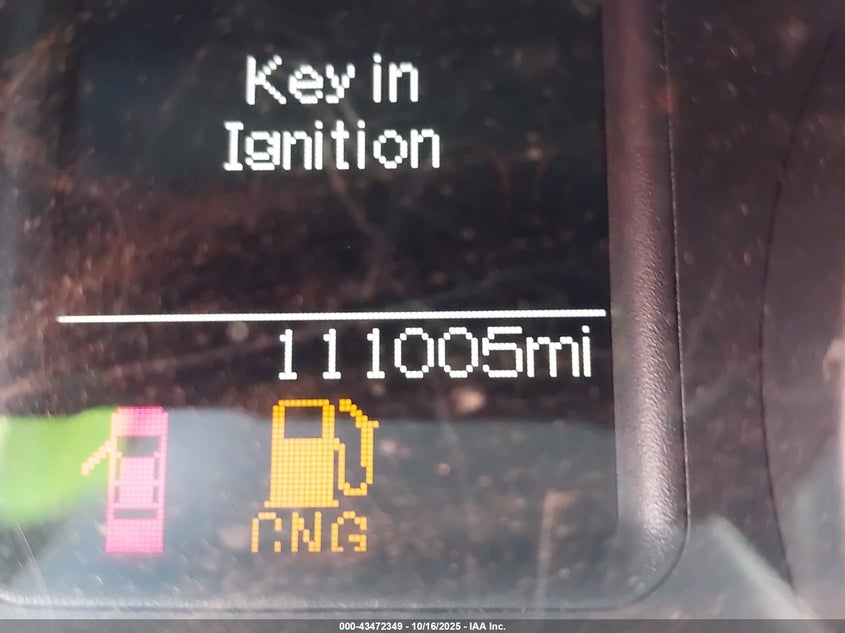 Key in
Ignition
111005mi
CNG
000-43472349 - 10/16/2025 - IAA Inc.